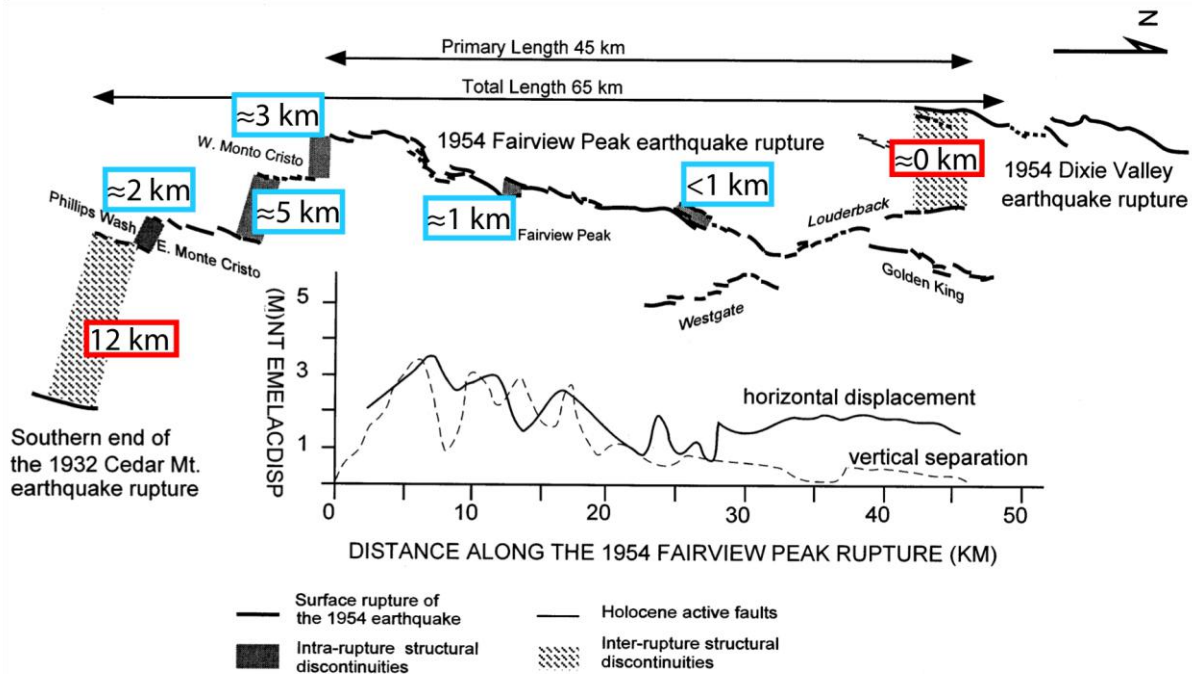 N
Primary Length 45 km
Total Length 65 km
≈3 km
1954 Fairview Peak earthquake rupture
W. Monto Cristo
≈0 km
1954 Dixie Valley
earthquake rupture
≈2 km
<1 km
Phillips Wash
≈5 km
≈1 km
Louderback
Fairview Peak
E. Monte Cristo
Golden King
Westgate
12 km
(M)NT EMELACDISP
5
3
1
horizontal displacement
vertical separation
Southern end of
the 1932 Cedar Mt.
earthquake rupture
0
10
20
30
40
50
DISTANCE ALONG THE 1954 FAIRVIEW PEAK RUPTURE (KM)
Surface rupture of
the 1954 earthquake
Holocene active faults
Intra-rupture structural
discontinuities
Inter-rupture structural
discontinuities